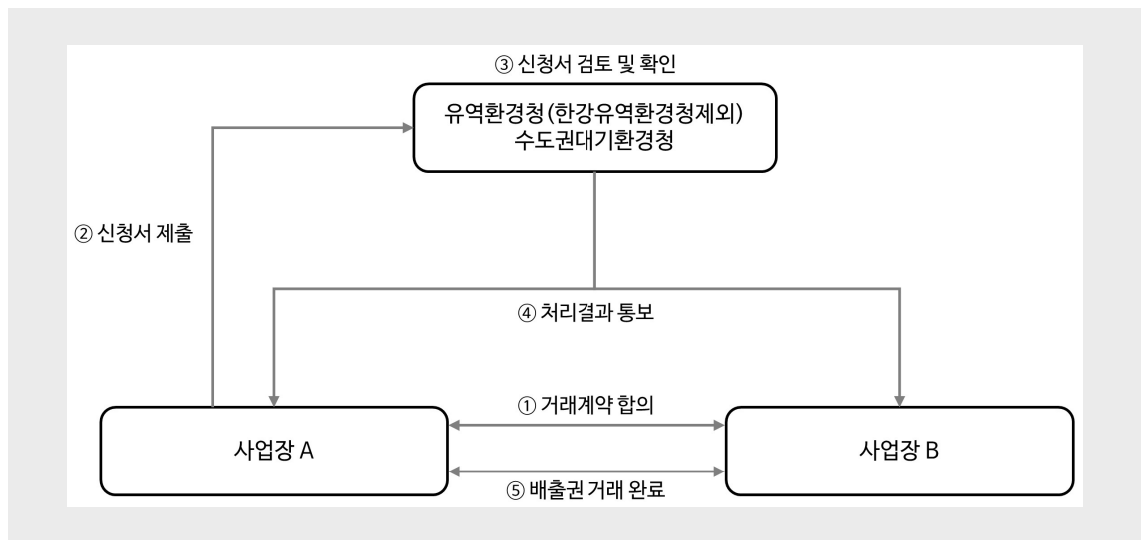 ③ 신청서 검토 및 확인
유역환경청(한강유역환경청제외)
수도권대기환경청
② 신청서 제출
④ 처리결과 통보
① 거래계약 합의
사업장 A
사업장 B
⑤ 배출권 거래 완료